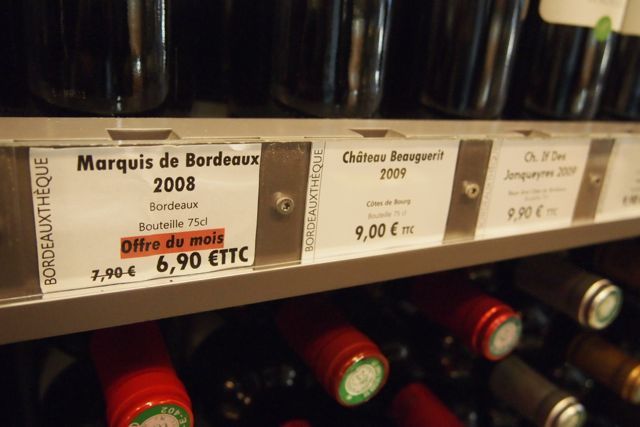 BORDEAUXTHÈQUE
Marquis de Bordeaux
2008
Bordeaux
Bouteille 75cl
Offre du mois
7,90 € 6,90 €TTC
BORDEAUXTHÈQUE
Château Beauguerit
2009
Côtes de Bourg
Bouteille 75 cl
9,00 € TTC
Ch. If Des
Jonqueyres 2009
9,90 € TTC